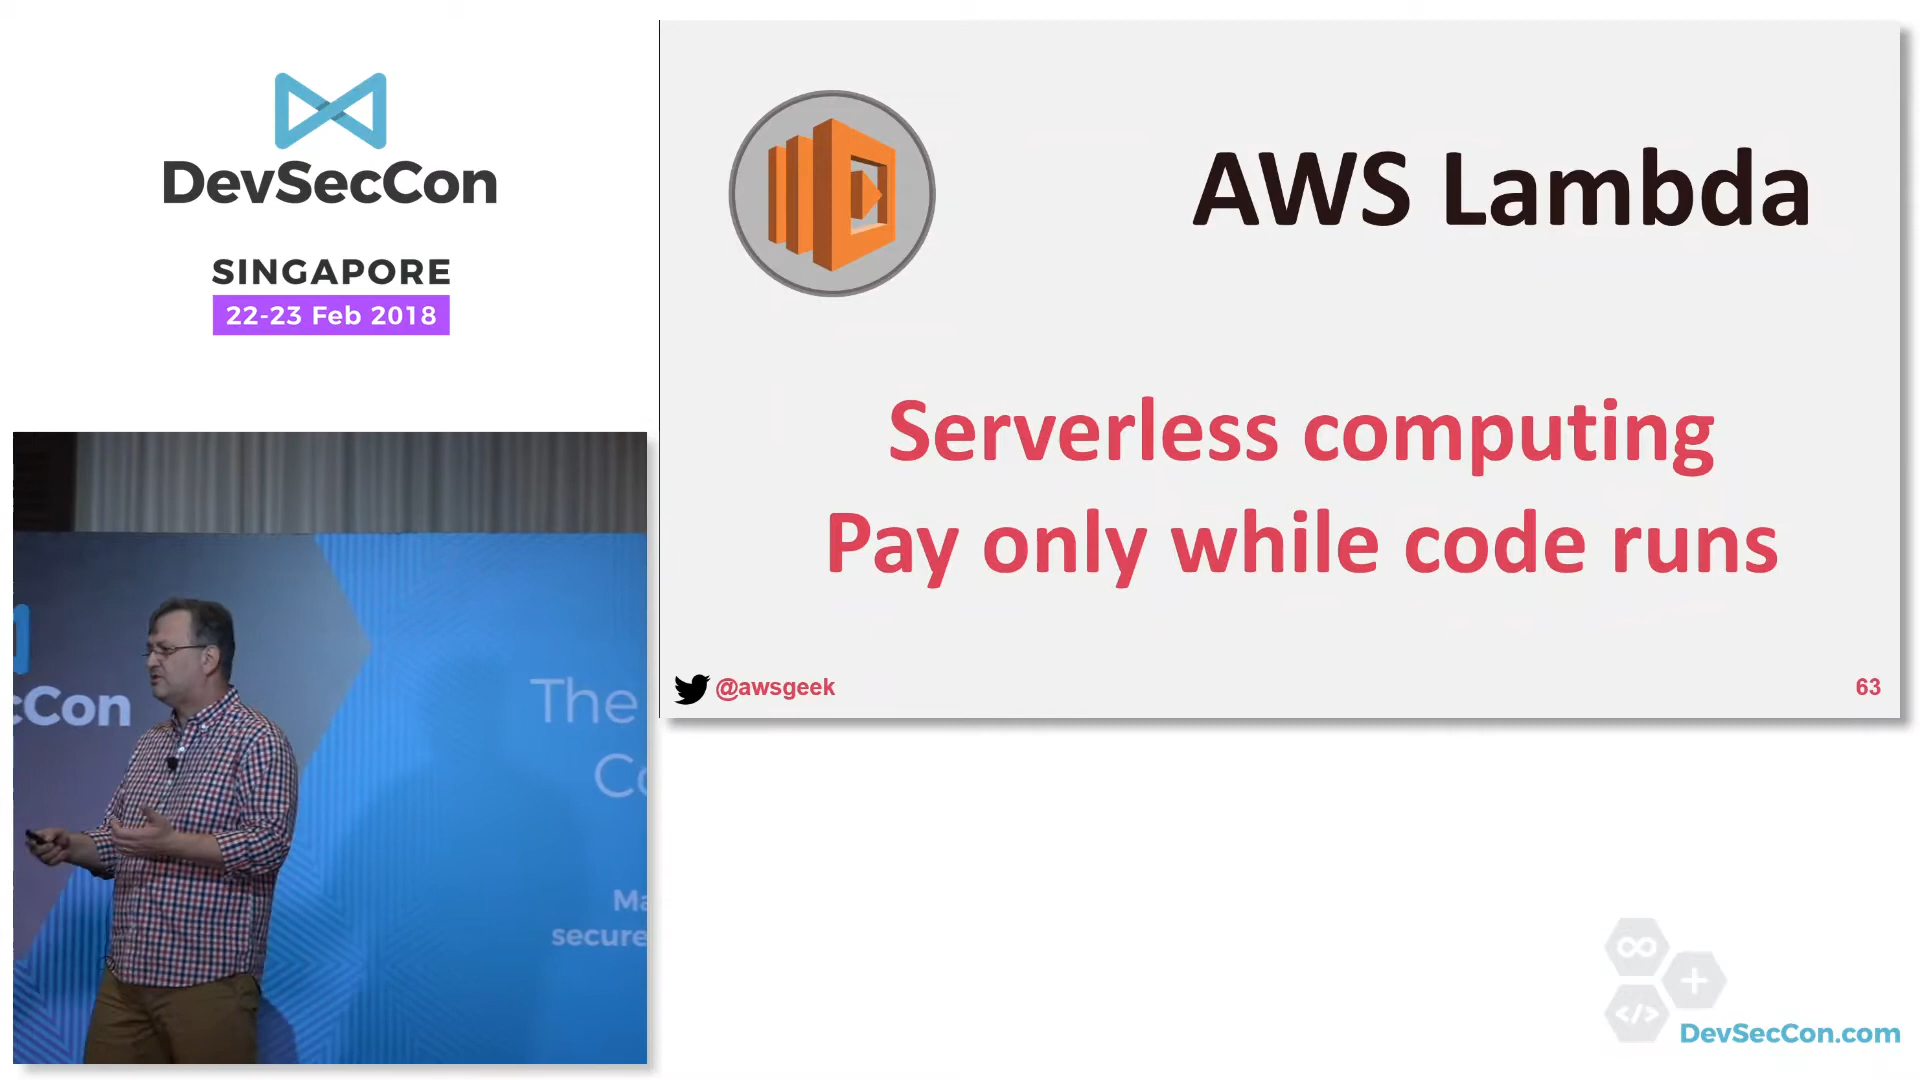 DevSecCon
SINGAPORE
22-23 Feb 2018
AWS Lambda
Serverless computing
Pay only while code runs
@awsgeek
63
cCon
The
secure
DevSecCon.com